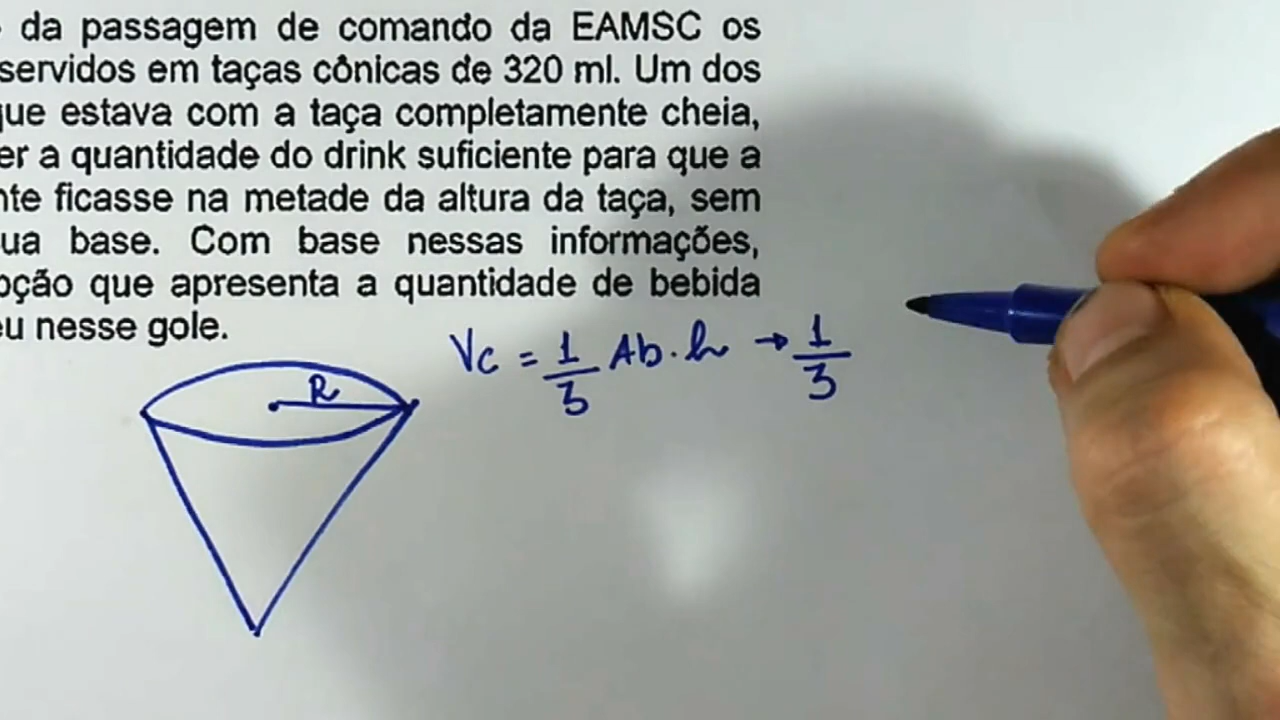 da passagem de comando da EAMSC os
servidos em taças cônicas de 320 ml. Um dos
que estava com a taça completamente cheia,
er a quantidade do drink suficiente para que a
nte ficasse na metade da altura da taça, sem
ua base. Com base nessas informações,
pção que apresenta a quantidade de bebida
eu nesse gole.
Vc = 1/3 Ab.h → 1/3
R